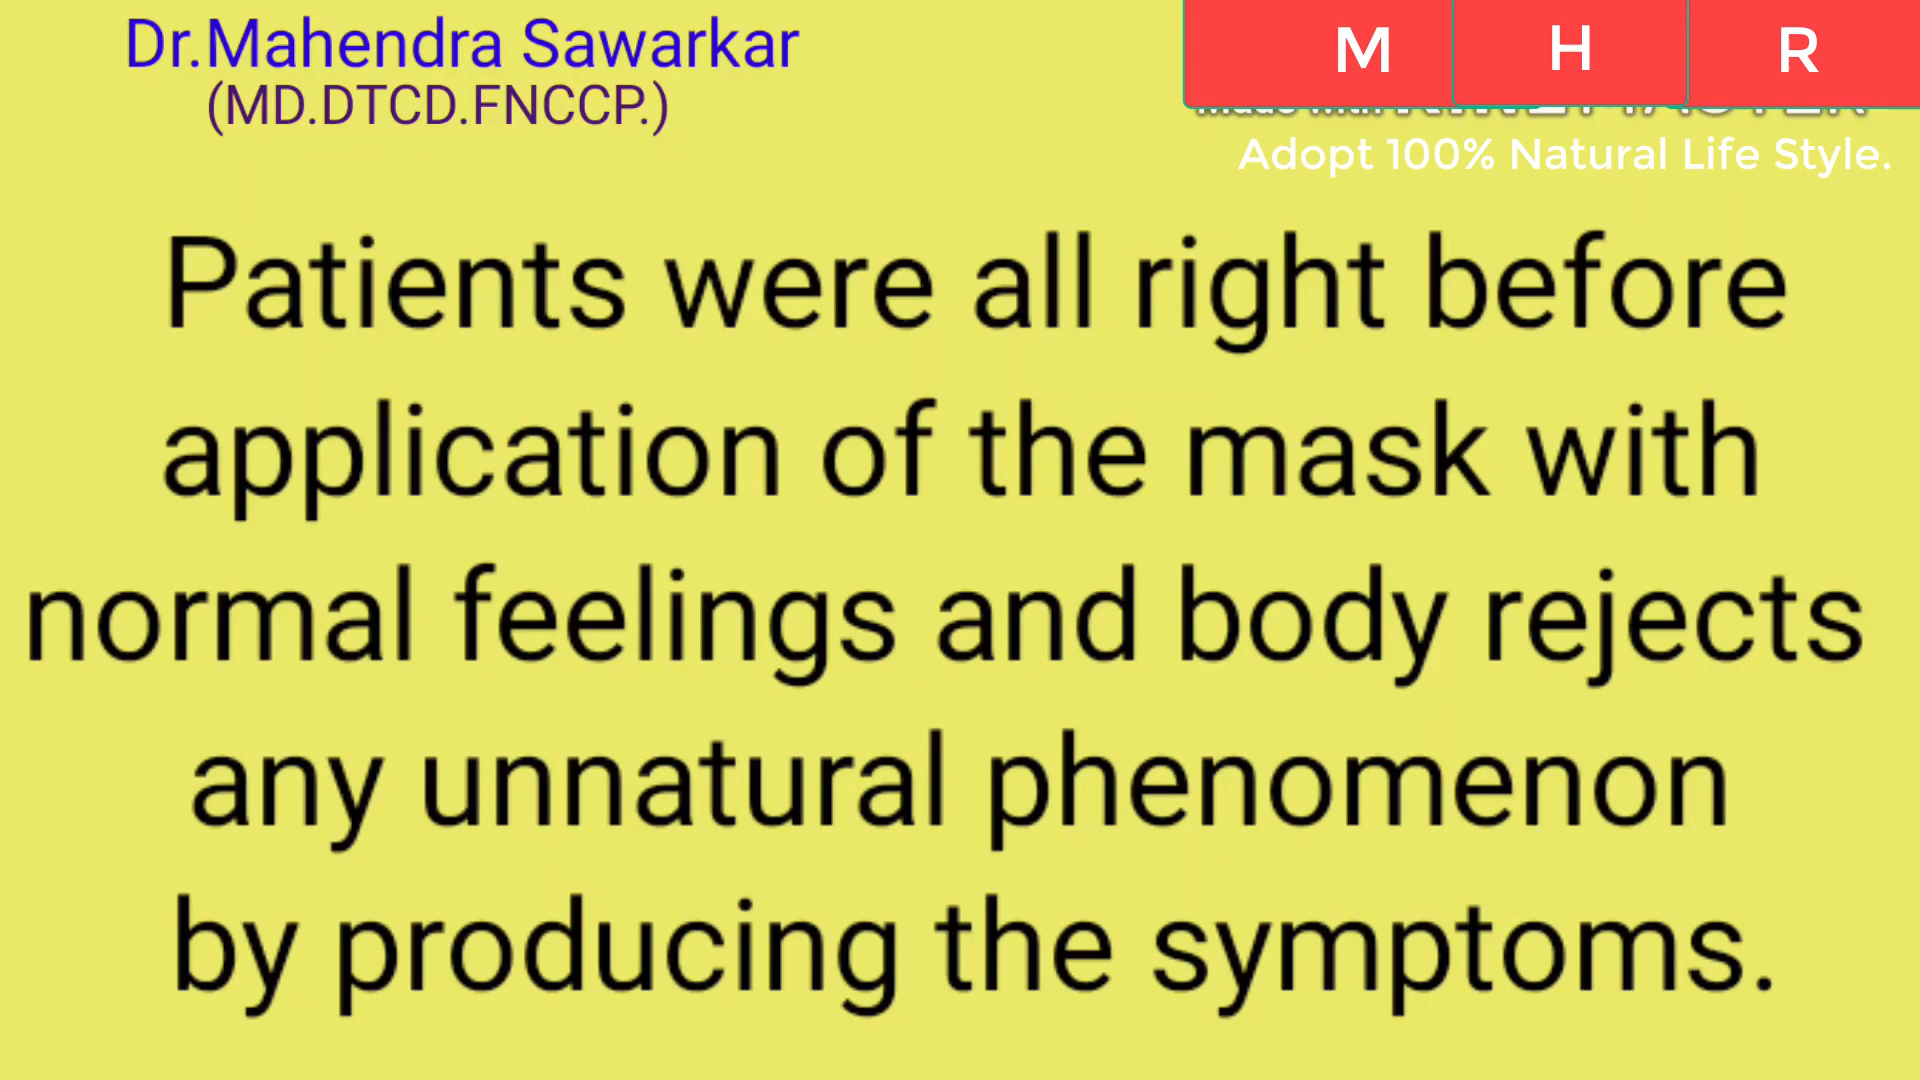 Dr.Mahendra Sawarkar
(MD.DTCD.FNCCP.)
M H R
Adopt 100% Natural Life Style.
Patients were all right before
application of the mask with
normal feelings and body rejects
any unnatural phenomenon
by producing the symptoms.